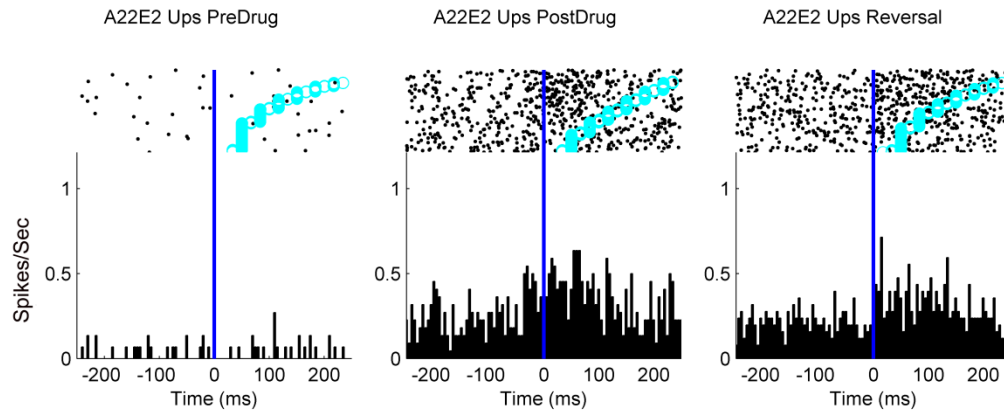 A22E2 Ups PreDrug
A22E2 Ups PostDrug
A22E2 Ups Reversal
Spikes/Sec
1
0.5
0
-200 -100 0 100 200
Time (ms)
1
0.5
0
-200 -100 0 100 200
Time (ms)
1
0.5
0
-200 -100 0 100 200
Time (ms)